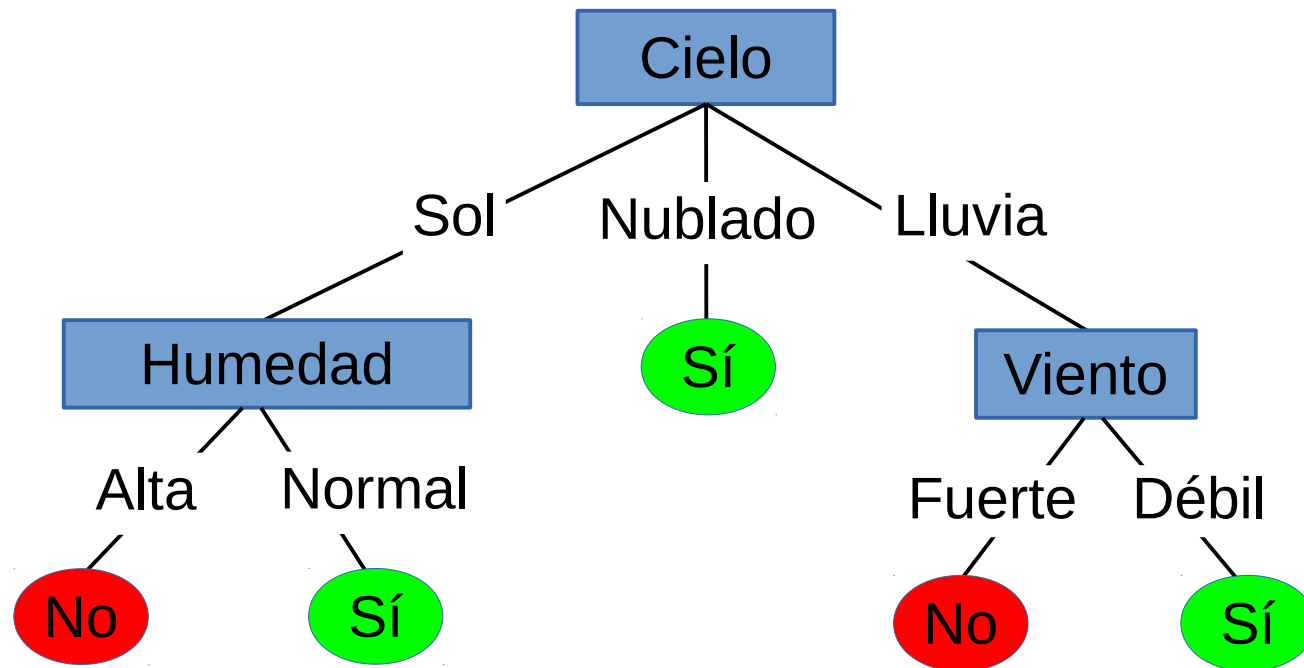 Cielo
Sol Nublado Lluvia
Humedad Sí Viento
Alta Normal Fuerte Débil
No Sí No Sí